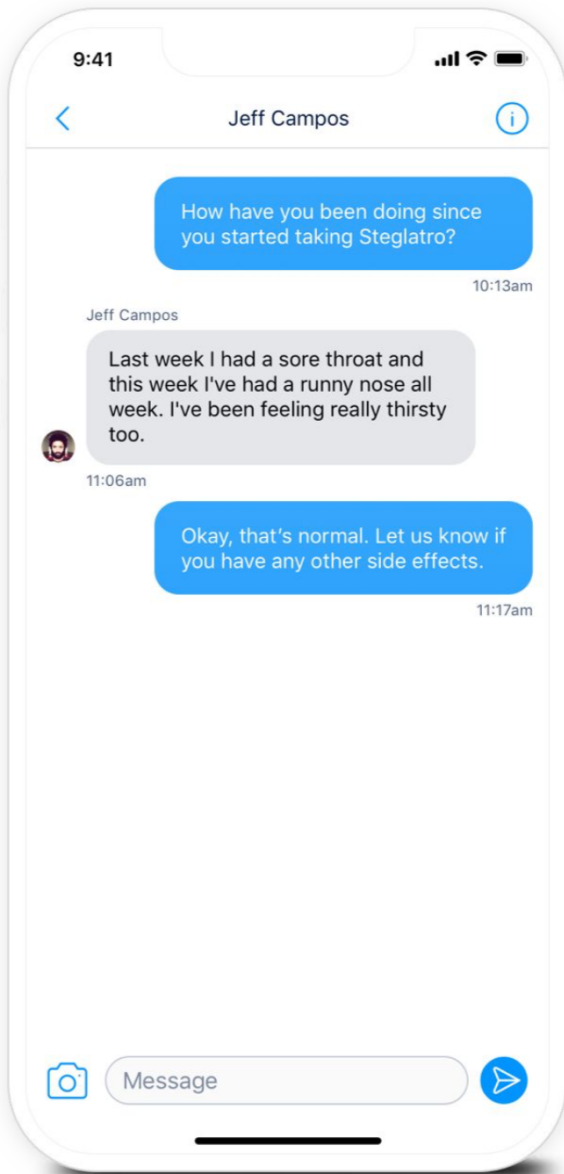 9:41
Jeff Campos
How have you been doing since
you started taking Steglatro?
10:13am
Jeff Campos
Last week I had a sore throat and
this week I've had a runny nose all
week. I've been feeling really thirsty
too.
11:06am
Okay, that’s normal. Let us know if
you have any other side effects.
11:17am
Message